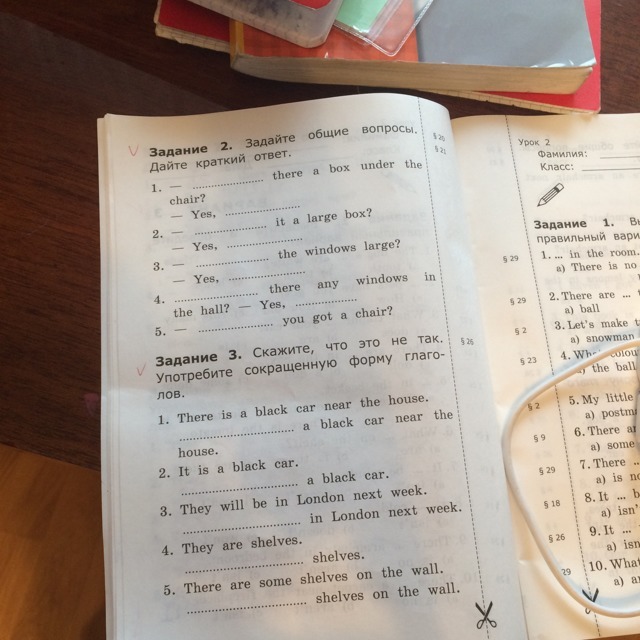 Задание 2. Задайте общие вопросы.
Дайте краткий ответ.
§ 20
§ 21
1. — .................... there a box under the
chair?
— Yes, ....................
2. — .................... it a large box?
— Yes, ....................
3. — .................... the windows large?
— Yes, ....................
4. .................... there any windows in
the hall? — Yes, ....................
5. — .................... you got a chair?
Задание 3. Скажите, что это не так.
Употребите сокращенную форму глаго-
лов.
§ 26
1. There is a black car near the house.
.................... a black car near the
house.
2. It is a black car.
.................... a black car.
3. They will be in London next week.
.................... in London next week.
4. They are shelves.
.................... shelves.
5. There are some shelves on the wall.
.................... shelves on the wall.
Урок 2
Фамилия:
Класс:
Задание 1.
правильный
§ 29
1. ... in the room.
a) There is no
§ 29
2. There are ...
a) ball
§ 2
3. Let's make
a) snowman
§ 23
4.
the ball
§ 2
5. My little
a)
§ 9
6. There
a) some
§ 29
7. There
a) is
§ 18
8. It ...
a) isn'
§ 26
9. It ...
a) isn
29
10. What
a)